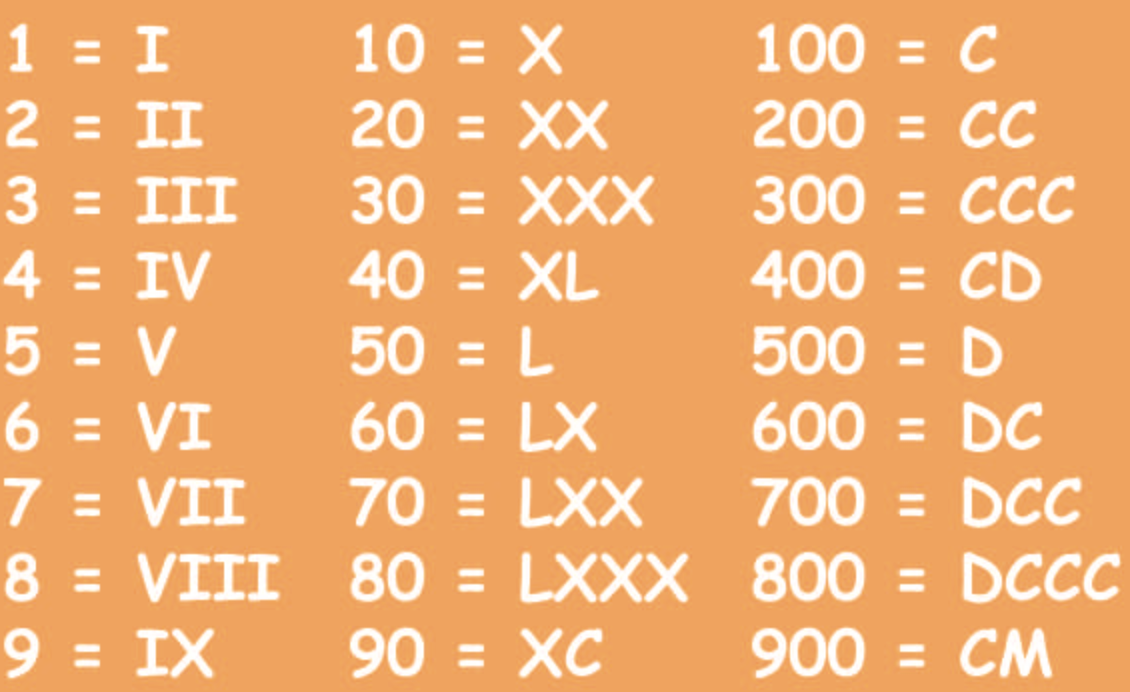 1 = I 10 = X 100 = C
2 = II 20 = XX 200 = CC
3 = III 30 = XXX 300 = CCC
4 = IV 40 = XL 400 = CD
5 = V 50 = L 500 = D
6 = VI 60 = LX 600 = DC
7 = VII 70 = LXX 700 = DCC
8 = VIII 80 = LXXX 800 = DCCC
9 = IX 90 = XC 900 = CM